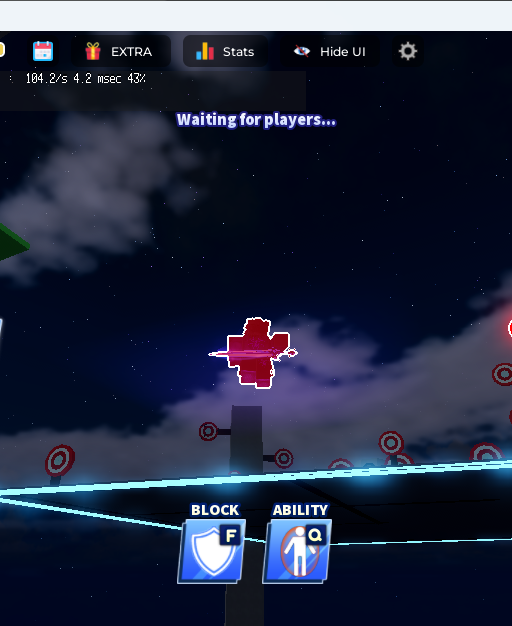 EXTRA
Stats
Hide UI
: 104.2/s 4.2 msec 43%
Waiting for players...
BLOCK
ABILITY
F
Q